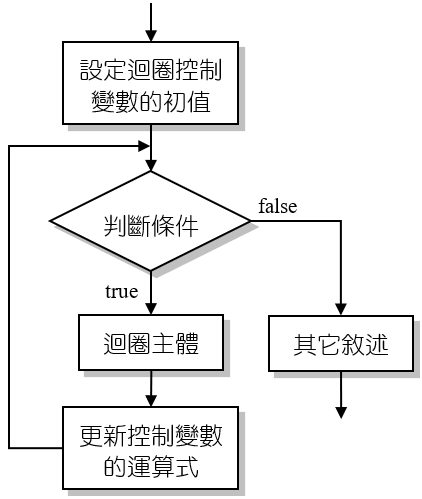 設定迴圈控制
變數的初值
判斷條件
false
true
迴圈主體
其它敘述
更新控制變數
的運算式